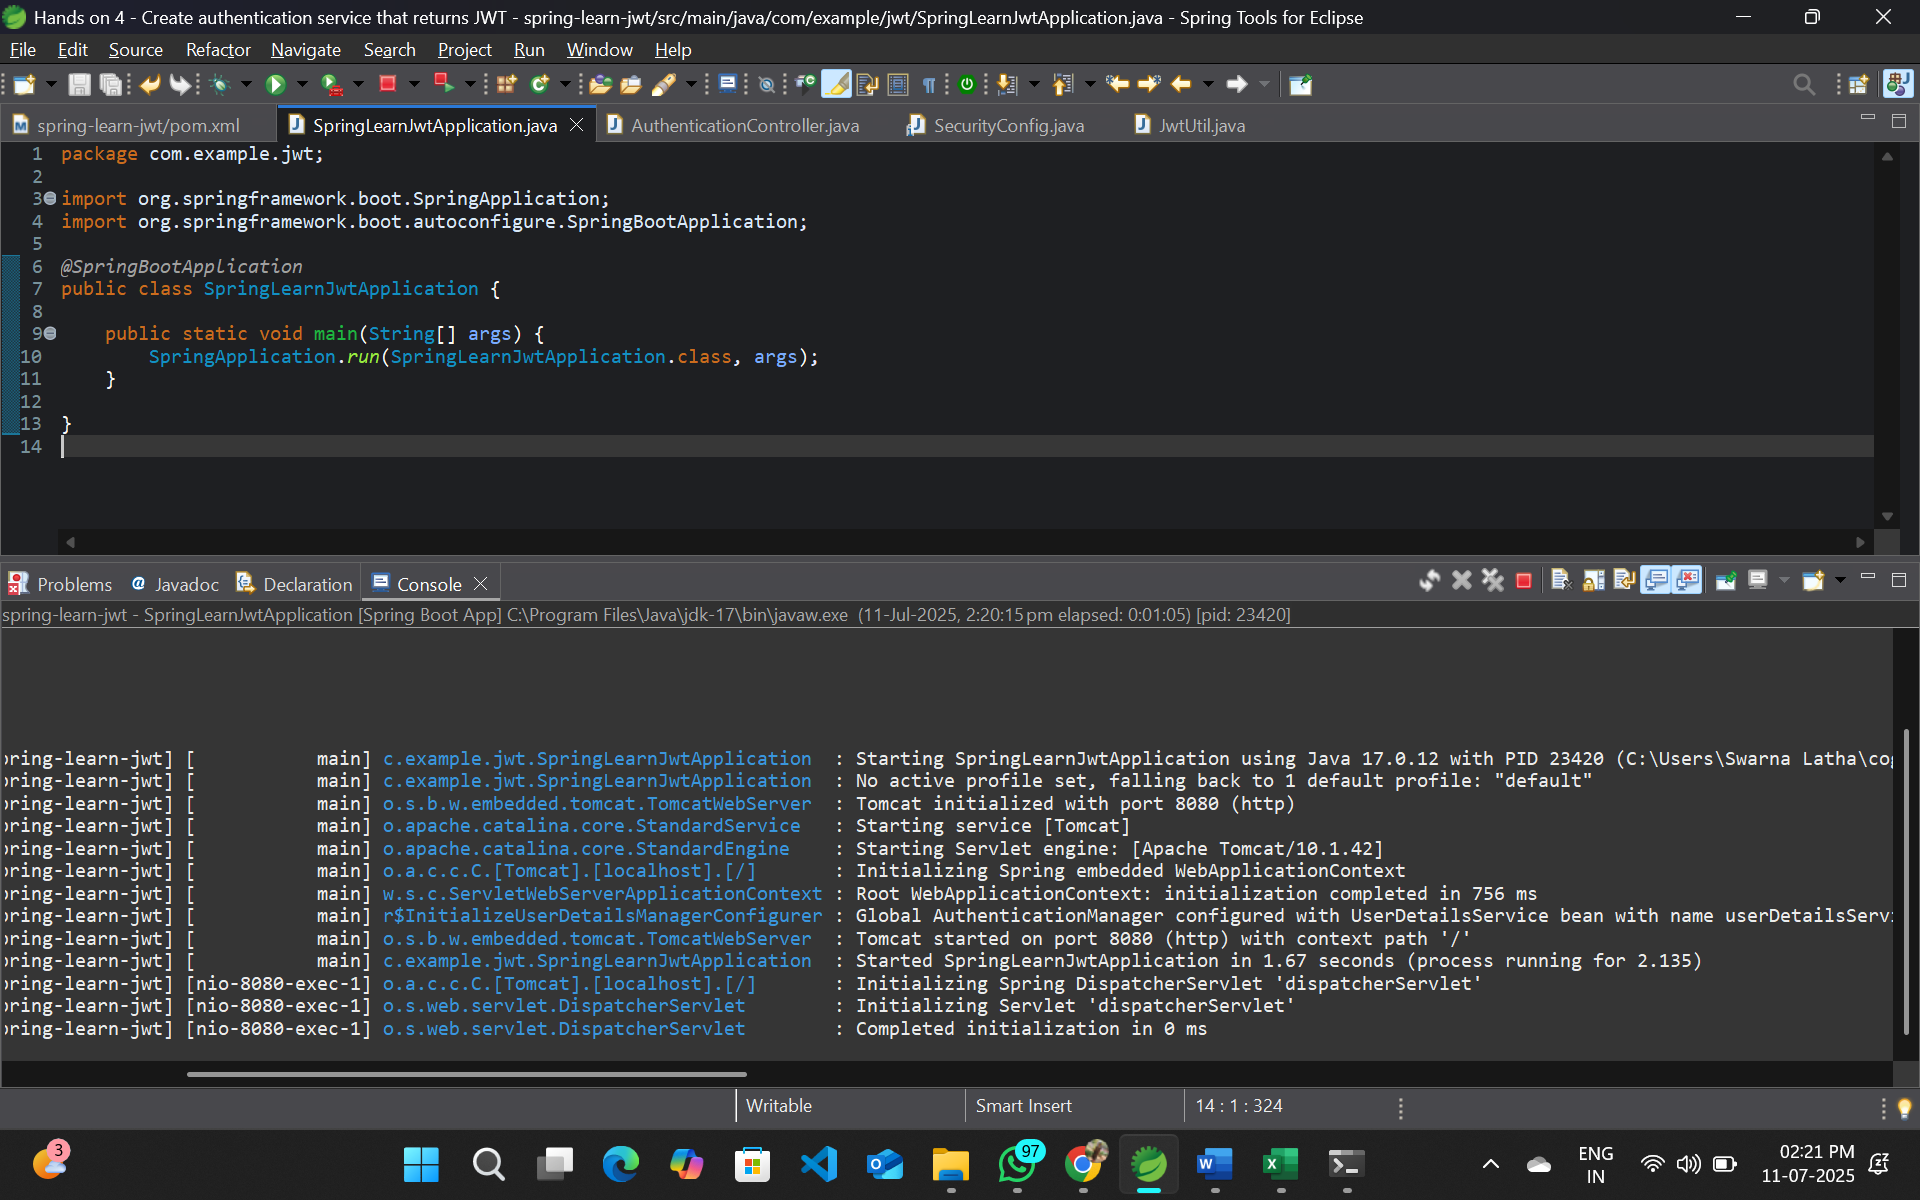 Hands on 4 - Create authentication service that returns JWT - spring-learn-jwt/src/main/java/com/example/jwt/SpringLearnJwtApplication.java - Spring Tools for Eclipse
File Edit Source Refactor Navigate Search Project Run Window Help
spring-learn-jwt/pom.xml SpringLearnJwtApplication.java AuthenticationController.java SecurityConfig.java JwtUtil.java
1 package com.example.jwt;
2
3 import org.springframework.boot.SpringApplication;
4 import org.springframework.boot.autoconfigure.SpringBootApplication;
5
6 @SpringBootApplication
7 public class SpringLearnJwtApplication {
8
9 public static void main(String[] args) {
10 SpringApplication.run(SpringLearnJwtApplication.class, args);
11 }
12
13 }
14
Problems Javadoc Declaration Console
spring-learn-jwt - SpringLearnJwtApplication [Spring Boot App] C:\Program Files\Java\jdk-17\bin\javaw.exe (11-Jul-2025, 2:20:15 pm elapsed: 0:01:05) [pid: 23420]
pring-learn-jwt] [ main] c.example.jwt.SpringLearnJwtApplication : Starting SpringLearnJwtApplication using Java 17.0.12 with PID 23420 (C:\Users\Swarna Latha\cog
pring-learn-jwt] [ main] c.example.jwt.SpringLearnJwtApplication : No active profile set, falling back to 1 default profile: "default"
pring-learn-jwt] [ main] o.s.b.w.embedded.tomcat.TomcatWebServer : Tomcat initialized with port 8080 (http)
pring-learn-jwt] [ main] o.apache.catalina.core.StandardService : Starting service [Tomcat]
pring-learn-jwt] [ main] o.apache.catalina.core.StandardEngine : Starting Servlet engine: [Apache Tomcat/10.1.42]
pring-learn-jwt] [ main] o.a.c.c.C.[Tomcat].[localhost].[/] : Initializing Spring embedded WebApplicationContext
pring-learn-jwt] [ main] w.s.c.ServletWebServerApplicationContext : Root WebApplicationContext: initialization completed in 756 ms
pring-learn-jwt] [ main] r$InitializeUserDetailsManagerConfigurer : Global AuthenticationManager configured with UserDetailsService bean with name userDetailsServi
pring-learn-jwt] [ main] o.s.b.w.embedded.tomcat.TomcatWebServer : Tomcat started on port 8080 (http) with context path '/'
pring-learn-jwt] [ main] c.example.jwt.SpringLearnJwtApplication : Started SpringLearnJwtApplication in 1.67 seconds (process running for 2.135)
pring-learn-jwt] [nio-8080-exec-1] o.a.c.c.C.[Tomcat].[localhost].[/] : Initializing Spring DispatcherServlet 'dispatcherServlet'
pring-learn-jwt] [nio-8080-exec-1] o.s.web.servlet.DispatcherServlet : Initializing Servlet 'dispatcherServlet'
pring-learn-jwt] [nio-8080-exec-1] o.s.web.servlet.DispatcherServlet : Completed initialization in 0 ms
Writable Smart Insert 14 : 1 : 324
3 97 ENG 02:21 PM
IN 11-07-2025